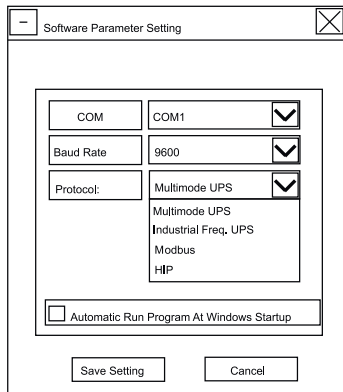 Software Parameter Setting
COM COM1
Baud Rate 9600
Protocol: Multimode UPS
Multimode UPS
Industrial Freq. UPS
Modbus
HIP
Automatic Run Program At Windows Startup
Save Setting Cancel